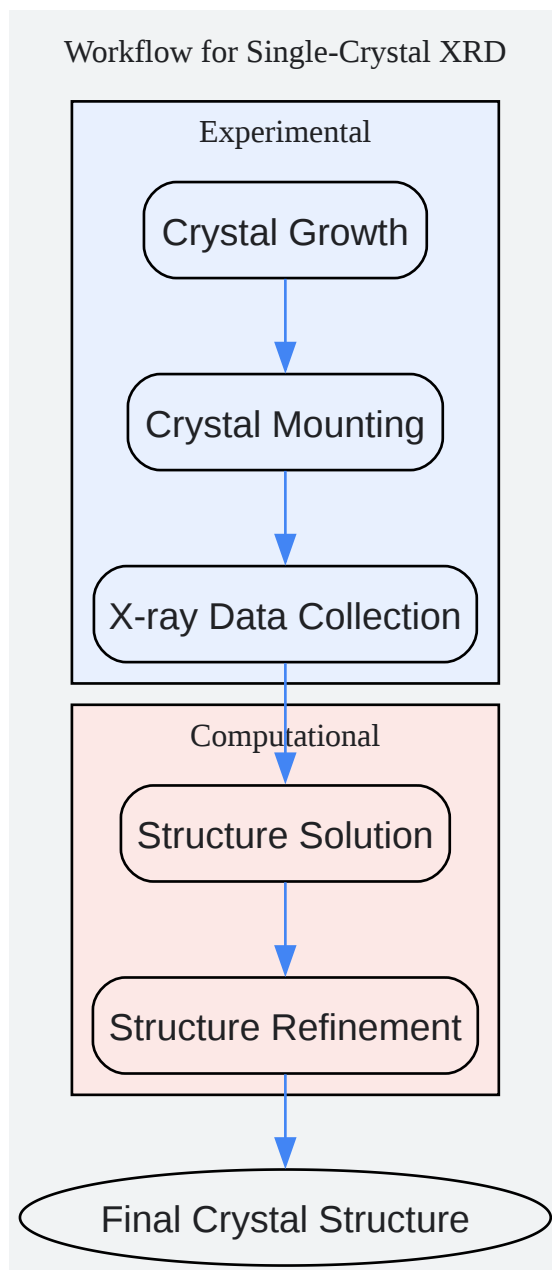 Workflow for Single-Crystal XRD
Experimental
Crystal Growth
Crystal Mounting
X-ray Data Collection
Computational
Structure Solution
Structure Refinement
Final Crystal Structure